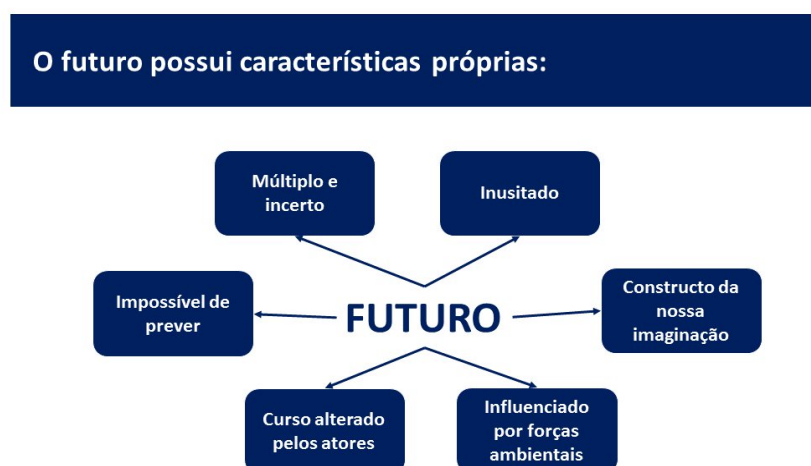 O futuro possui características próprias:
Múltiplo e
incerto
Inusitado
Impossível de
prever
FUTURO
Constructo da
nossa
imaginação
Curso alterado
pelos atores
Influenciado
por forças
ambientais